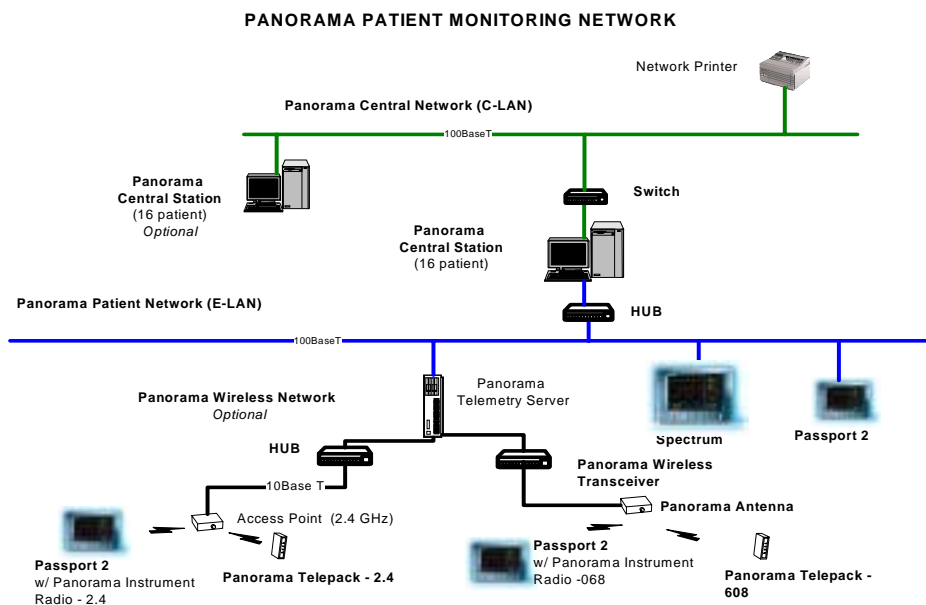 PANORAMA PATIENT MONITORING NETWORK
Network Printer
Panorama Central Network (C-LAN)
100BaseT
Panorama
Central Station
(16 patient)
Optional
Switch
Panorama
Central Station
(16 patient)
HUB
Panorama Patient Network (E-LAN)
100BaseT
Panorama
Telemetry Server
Panorama Wireless Network
Optional
Spectrum
Passport 2
HUB
Panorama Wireless
Transceiver
10Base T
Panorama Antenna
Access Point (2.4 GHz)
Passport 2
w/ Panorama Instrument
Radio - 2.4
Panorama Telepack - 2.4
Passport 2
w/ Panorama Instrument
Radio -068
Panorama Telepack -
608